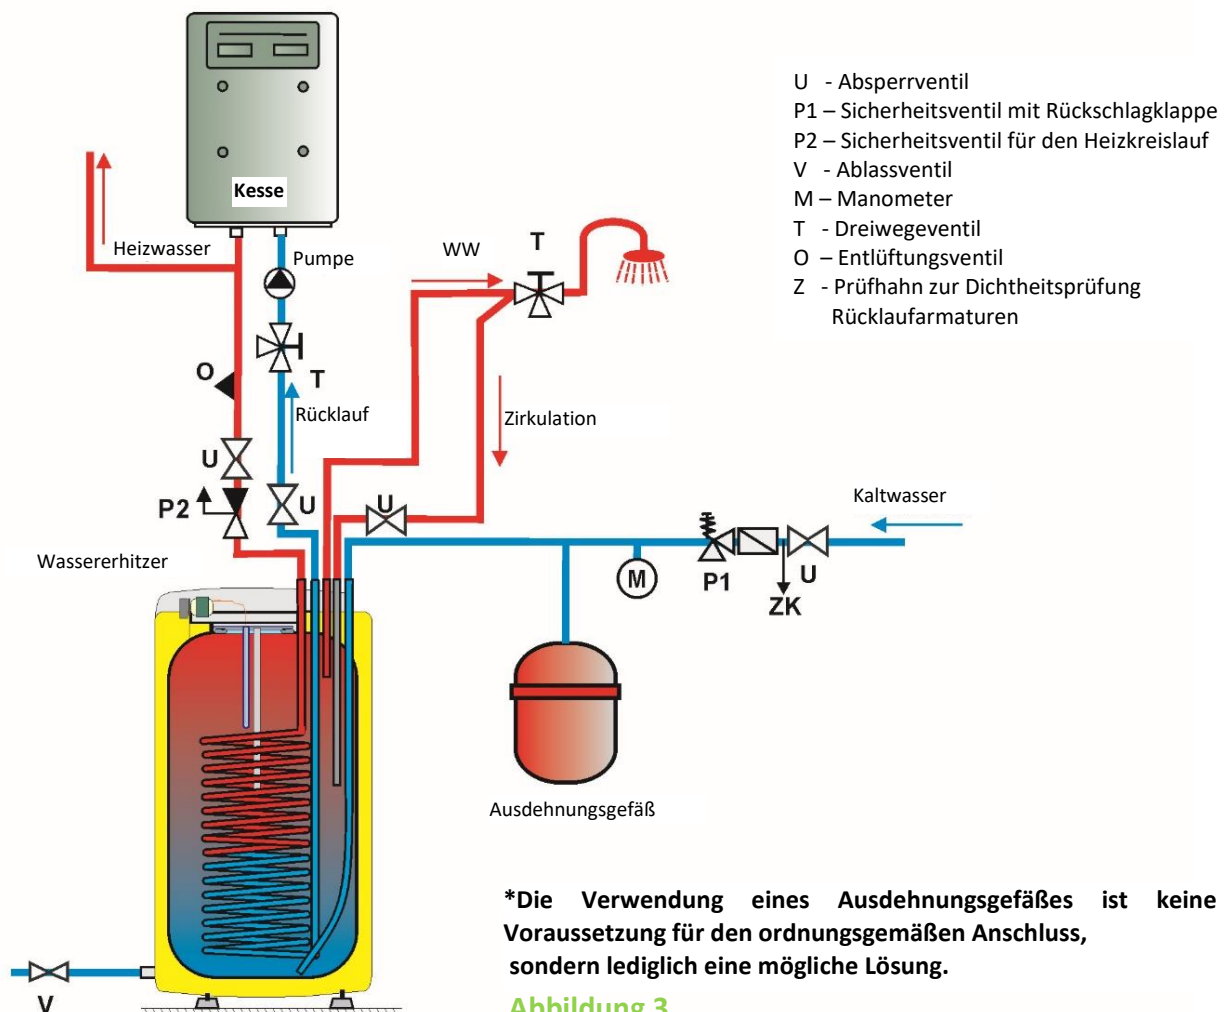 Kesse
Heizwasser
Pumpe
WW
T
U - Absperrventil
P1 – Sicherheitsventil mit Rückschlagklappe
P2 – Sicherheitsventil für den Heizkreislauf
V - Ablassventil
M – Manometer
T - Dreiwegeventil
O – Entlüftungsventil
Z - Prüfhahn zur Dichtheitsprüfung
Rücklaufarmaturen
O
T
Rücklauf
Zirkulation
U
P2
U
U
Kaltwasser
Wassererhitzer
M
P1
U
ZK
Ausdehnungsgefäß
*Die Verwendung eines Ausdehnungsgefäßes ist keine
Voraussetzung für den ordnungsgemäßen Anschluss,
sondern lediglich eine mögliche Lösung.
V
Abbildung 3